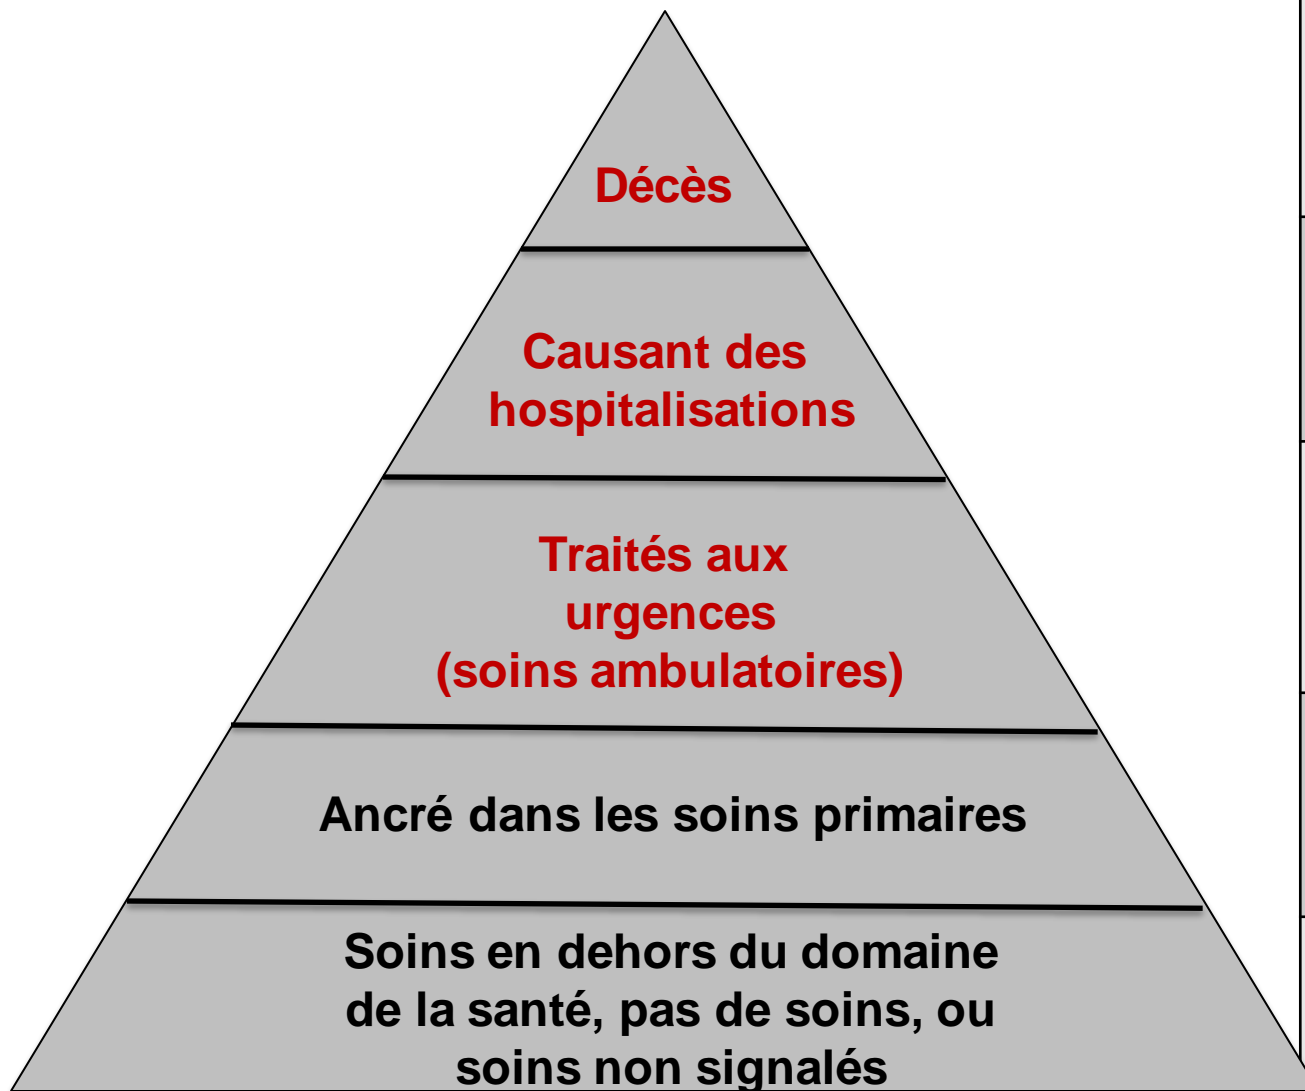 Décès
Causant des
hospitalisations
Traités aux
urgences
(soins ambulatoires)
Ancré dans les soins primaires
Soins en dehors du domaine
de la santé, pas de soins, ou
soins non signalés